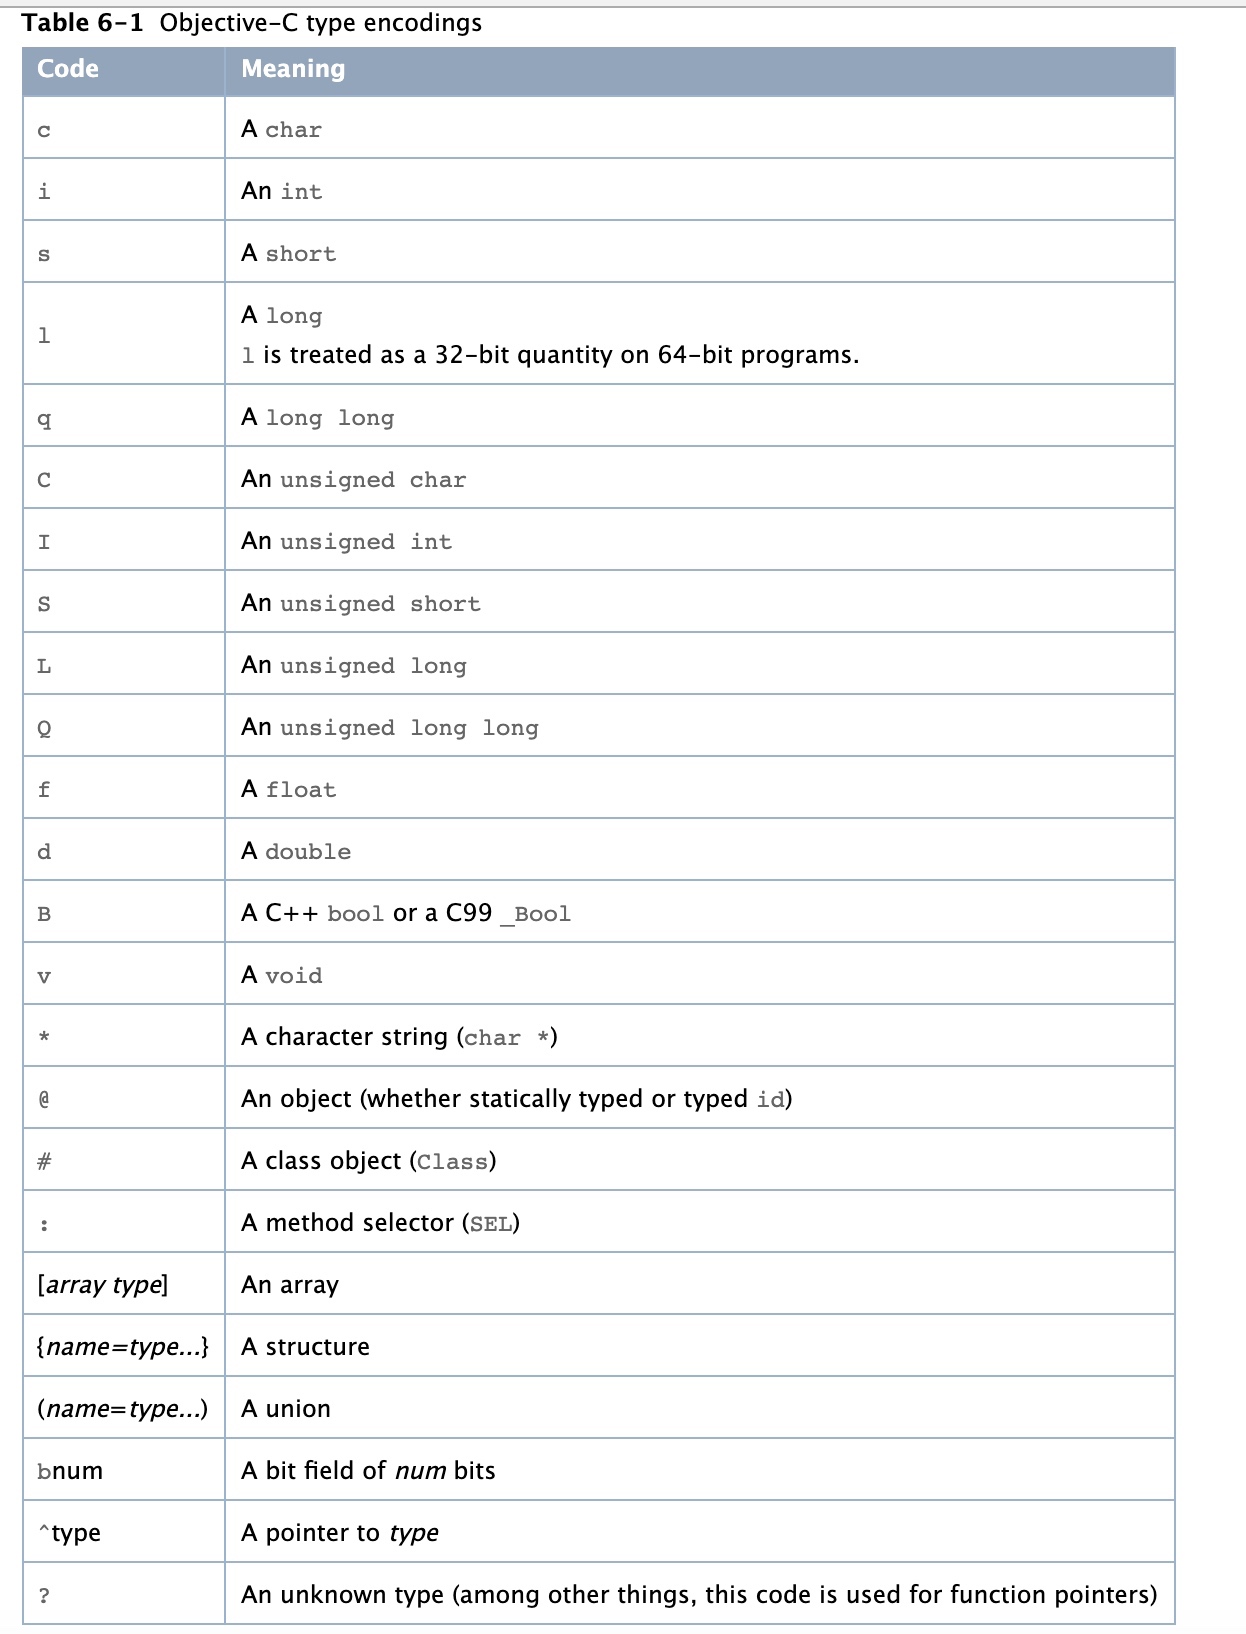 Table 6-1 Objective-C type encodings
Code Meaning
c A char
i An int
s A short
l A long
l is treated as a 32-bit quantity on 64-bit programs.
q A long long
C An unsigned char
I An unsigned int
S An unsigned short
L An unsigned long
Q An unsigned long long
f A float
d A double
B A C++ bool or a C99 _Bool
v A void
* A character string (char *)
@ An object (whether statically typed or typed id)
# A class object (Class)
: A method selector (SEL)
[array type] An array
{name=type...} A structure
(name=type...) A union
bnum A bit field of num bits
^type A pointer to type
? An unknown type (among other things, this code is used for function pointers)